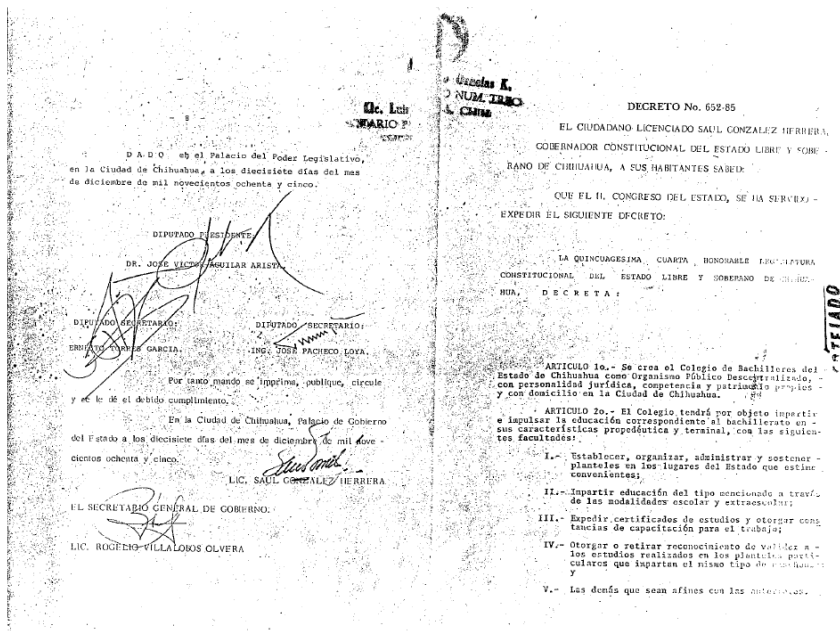 Lic. Luis
D A D O en el Palacio del Poder Legislativo,
en la Ciudad de Chihuahua, a los diecisiete días del mes
de diciembre de mil novecientos ochenta y cinco.
DIPUTADO PRESIDENTE
DR. JOSE VICTOR AGUILAR ARISTA.
DIPUTADO SECRETARIO: DIPUTADO SECRETARIO:
ERNESTO TORRES GARCIA. ING. JOSE PACHECO LOYA.
Por tanto mando se imprima, publique, circule
y se le dé el debido cumplimiento.
En la Ciudad de Chihuahua, Palacio de Gobierno
del Estado a los diecisiete días del mes de diciembre de mil nove-
cientos ochenta y cinco.
LIC. SAUL GONZALEZ HERRERA
EL SECRETARIO GENERAL DE GOBIERNO.
LIC. ROGELIO VILLALOBOS OLVERA
DECRETO No. 652-85
EL CIUDADANO LICENCIADO SAUL GONZALEZ HERRERA,
GOBERNADOR CONSTITUCIONAL DEL ESTADO LIBRE Y SOBE -
RANO DE CHIHUAHUA, A SUS HABITANTES SABED:
QUE EL H. CONGRESO DEL ESTADO, SE HA SERVIDO -
EXPEDIR EL SIGUIENTE DECRETO:
LA QUINCUAGESIMA CUARTA HONORABLE LEGISLATURA
CONSTITUCIONAL DEL ESTADO LIBRE Y SOBERANO DE CHIHUA-
HUA, D E C R E T A :
ARTICULO 1o.- Se crea el Colegio de Bachilleres del
Estado de Chihuahua como Organismo Público Descentralizado, -
con personalidad jurídica, competencia y patrimonio propios -
y con domicilio en la Ciudad de Chihuahua.
ARTICULO 2o.- El Colegio tendrá por objeto impartir
e impulsar la educación correspondiente al bachillerato en -
sus características propedéutica y terminal, con las siguien-
tes facultades:
I.- Establecer, organizar, administrar y sostener -
planteles en los lugares del Estado que estime
convenientes;
II.- Impartir educación del tipo mencionado a través
de las modalidades escolar y extraescolar;
III.- Expedir certificados de estudios y otorgar cons
tancias de capacitación para el trabajo;
IV.- Otorgar o retirar reconocimiento de validez a -
los estudios realizados en los planteles parti-
culares que impartan el mismo tipo de
y
V.- Las demás que sean afines con las anteriores.